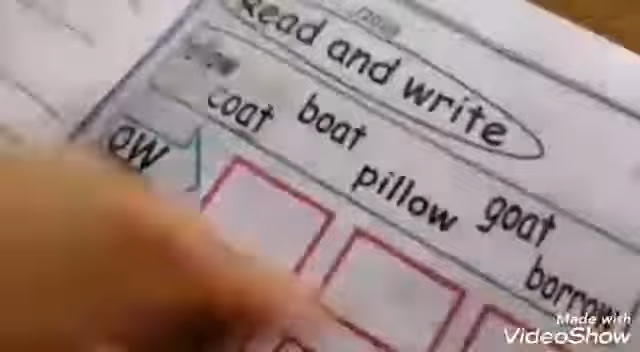 Read and write
boat
coat
pillow
goat
borrow
ow
Made with
VideoShow